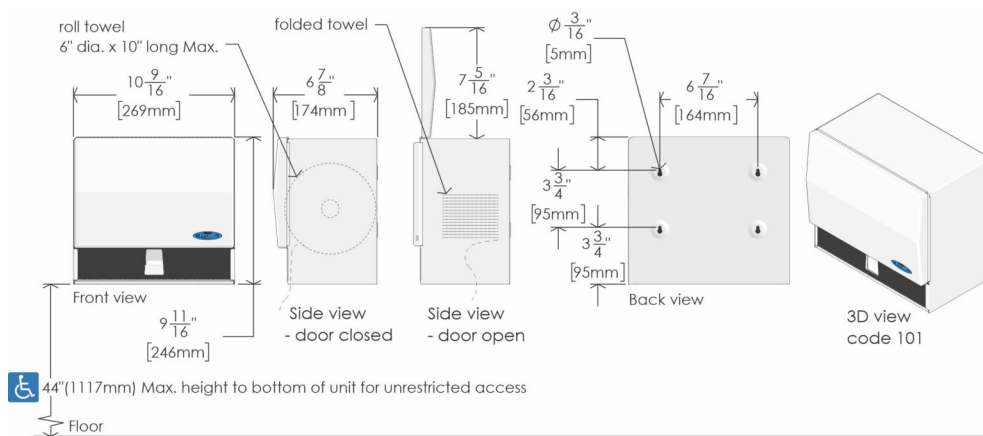 roll towel
6" dia. x 10" long Max.
10 9/16"
[269mm]
6 7/8"
[174mm]
folded towel
7 5/16"
[185mm]
Ø 3/16"
[5mm]
2 3/16"
[56mm]
6 7/16"
[164mm]
3 3/4"
[95mm]
3 3/4"
[95mm]
Front view
9 11/16"
[246mm]
Side view
- door closed
Side view
- door open
Back view
3D view
code 101
44"(1117mm) Max. height to bottom of unit for unrestricted access
Floor